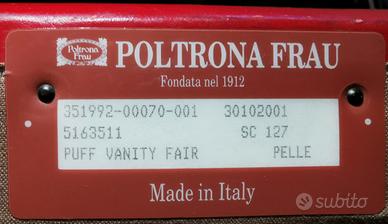 Poltrona
Frau
POLTRONA FRAU
Fondata nel 1912
351992-00070-001 30102001
5163511 SC 127
PUFF VANITY FAIR PELLE
Made in Italy
subito